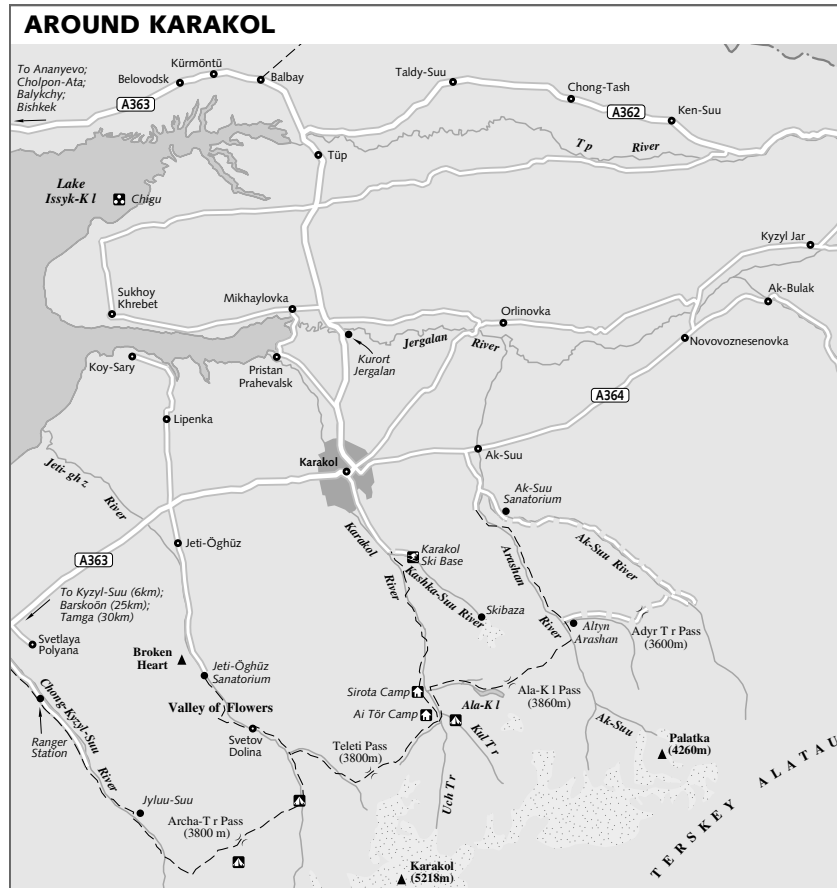 AROUND KARAKOL
To Ananyevo;
Cholpon-Ata;
Balykchy;
Bishkek
Belovodsk
Kürmöntü
Balbay
Taldy-Suu
Chong-Tash
Ken-Suu
A363
A362
Tüp
T p
River
Lake
Issyk-K l
Chigu
Kyzyl Jar
Ak-Bulak
Sukhoy
Khrebet
Mikhaylovka
Orlinovka
Jergalan
River
Kurort
Jergalan
Novovoznesenovka
Koy-Sary
Pristan
Prahevalsk
A364
Lipenka
Karakol
Ak-Suu
Jeti- gh z
River
Ak-Suu
Sanatorium
Karakol
River
Karakol
Ski Base
Kashka-Suu River
Arashan
River
Ak-Suu River
Jeti-Öghüz
A363
To Kyzyl-Suu (6km);
Barskoön (25km);
Tamga (30km)
Skibaza
Altyn
Arashan
Adyr T r Pass
(3600m)
Svetlaya
Polyana
Broken
Heart
Jeti-Öghüz
Sanatorium
Sirota Camp
Ala-K l
Ala-K l Pass
(3860m)
Chong-Kyzyl-Suu
River
Valley of Flowers
Ai Tör Camp
Kul T r
Ak-Suu
Ranger
Station
Svetov
Dolina
Teleti Pass
(3800m)
Palatka
(4260m)
Uch T r
Jyluu-Suu
Archa-T r Pass
(3800 m)
TERSKEY ALATAU
Karakol
(5218m)